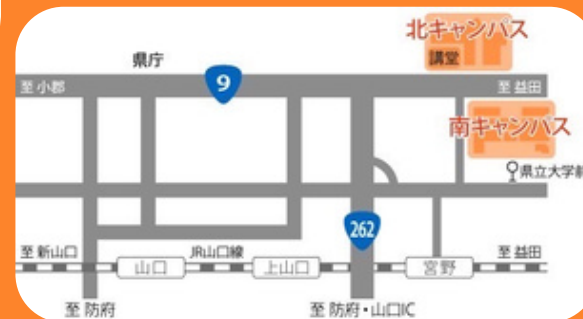 北キャンパス
講堂
県庁
9
至 小郡
至 益田
南キャンパス
県立大学前
262
至 新山口
JR山口線
至 益田
山口
上山口
宮野
至 防府
至 防府・山口IC